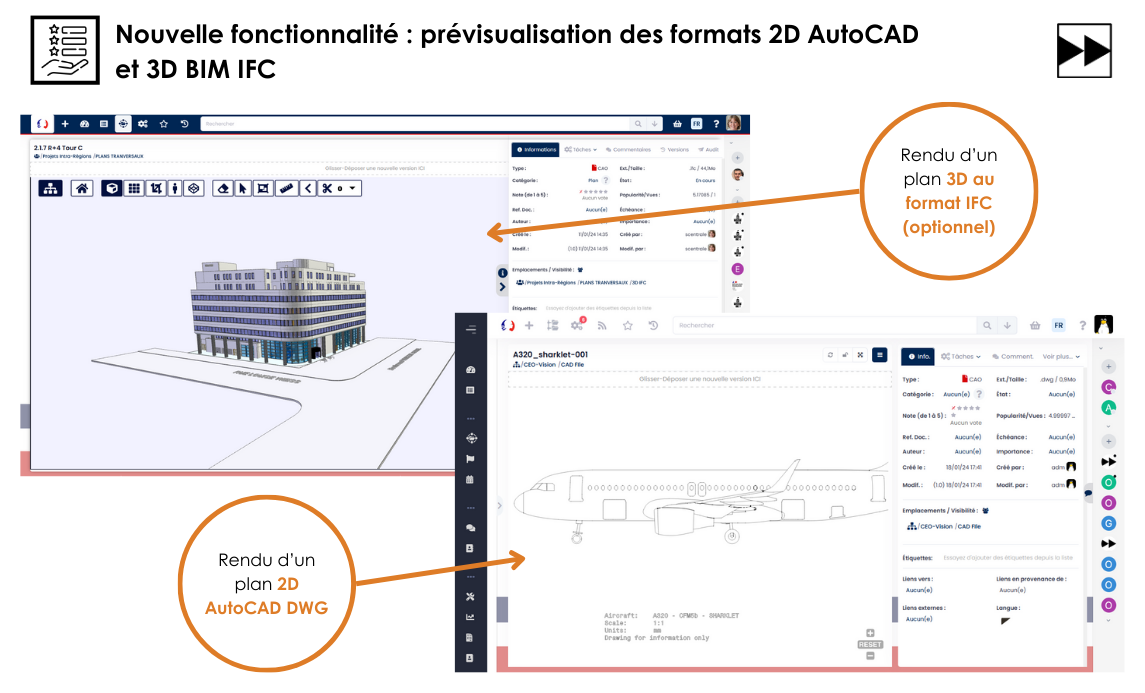 Nouvelle fonctionnalité : prévisualisation des formats 2D AutoCAD
et 3D BIM IFC
Rechercher
FR
?
2.1.7 R+4 Tour C
/Projets Intra-Régions /PLANS TRANVERSAUX
Glisser-Déposer une nouvelle version ICI
Informations Tâches Commentaires Versions Audit
Type : CAO Ext./Taille : .ifc / 44,1Mo
Catégorie : Plan ? État : En cours
Note (de 1 à 5) : Popularité/Vues : 5.17065 / 1
Aucun vote
Ref. Doc. : Aucun(e) Échéance :
Auteur : Importance : Aucun(e)
Créé le : 11/01/24 14:25 Créé par : scentrale
Modif. : (1.0) 11/01/24 14:25 Modif. par : scentrale
Emplacements / Visibilité :
/Projets Intra-Régions /PLANS TRANVERSAUX /3D IFC
Étiquettes: Essayez d'ajouter des étiquettes depuis la liste
E
Rendu d'un
plan 3D au
format IFC
(optionnel)
Rechercher
FR
?
A320_sharklet-001
/CEO-Vision /CAD File
Glisser-Déposer une nouvelle version ICI
Info. Tâches Comment. Voir plus...
Type : CAO Ext./Taille : .dwg / 0,9Mo
Catégorie : Aucun(e) ? État : Aucun(e)
Note (de 1 à 5) : Popularité/Vues : 4.99997 ...
Aucun vote
Ref. Doc. : Aucun(e) Échéance : Aucun(e)
Auteur : Aucun(e) Importance : Aucun(e)
Créé le : 18/01/24 17:41 Créé par : adm
Modif. : (1.0) 18/01/24 17:41 Modif. par : adm
Emplacements / Visibilité :
/CEO-Vision /CAD File
Étiquettes: Essayez d'ajouter des étiquettes depuis la liste
Liens vers : Liens en provenance de :
Aucun(e) Aucun(e)
Liens externes : Langue :
Aucun(e)
C
A
O
O
G
O
O
O
Aircraft: A320 - CFM5b - SHARKLET
Scale: 1:1
Units: mm
Drawing for information only
RESET
Rendu d'un
plan 2D
AutoCAD DWG